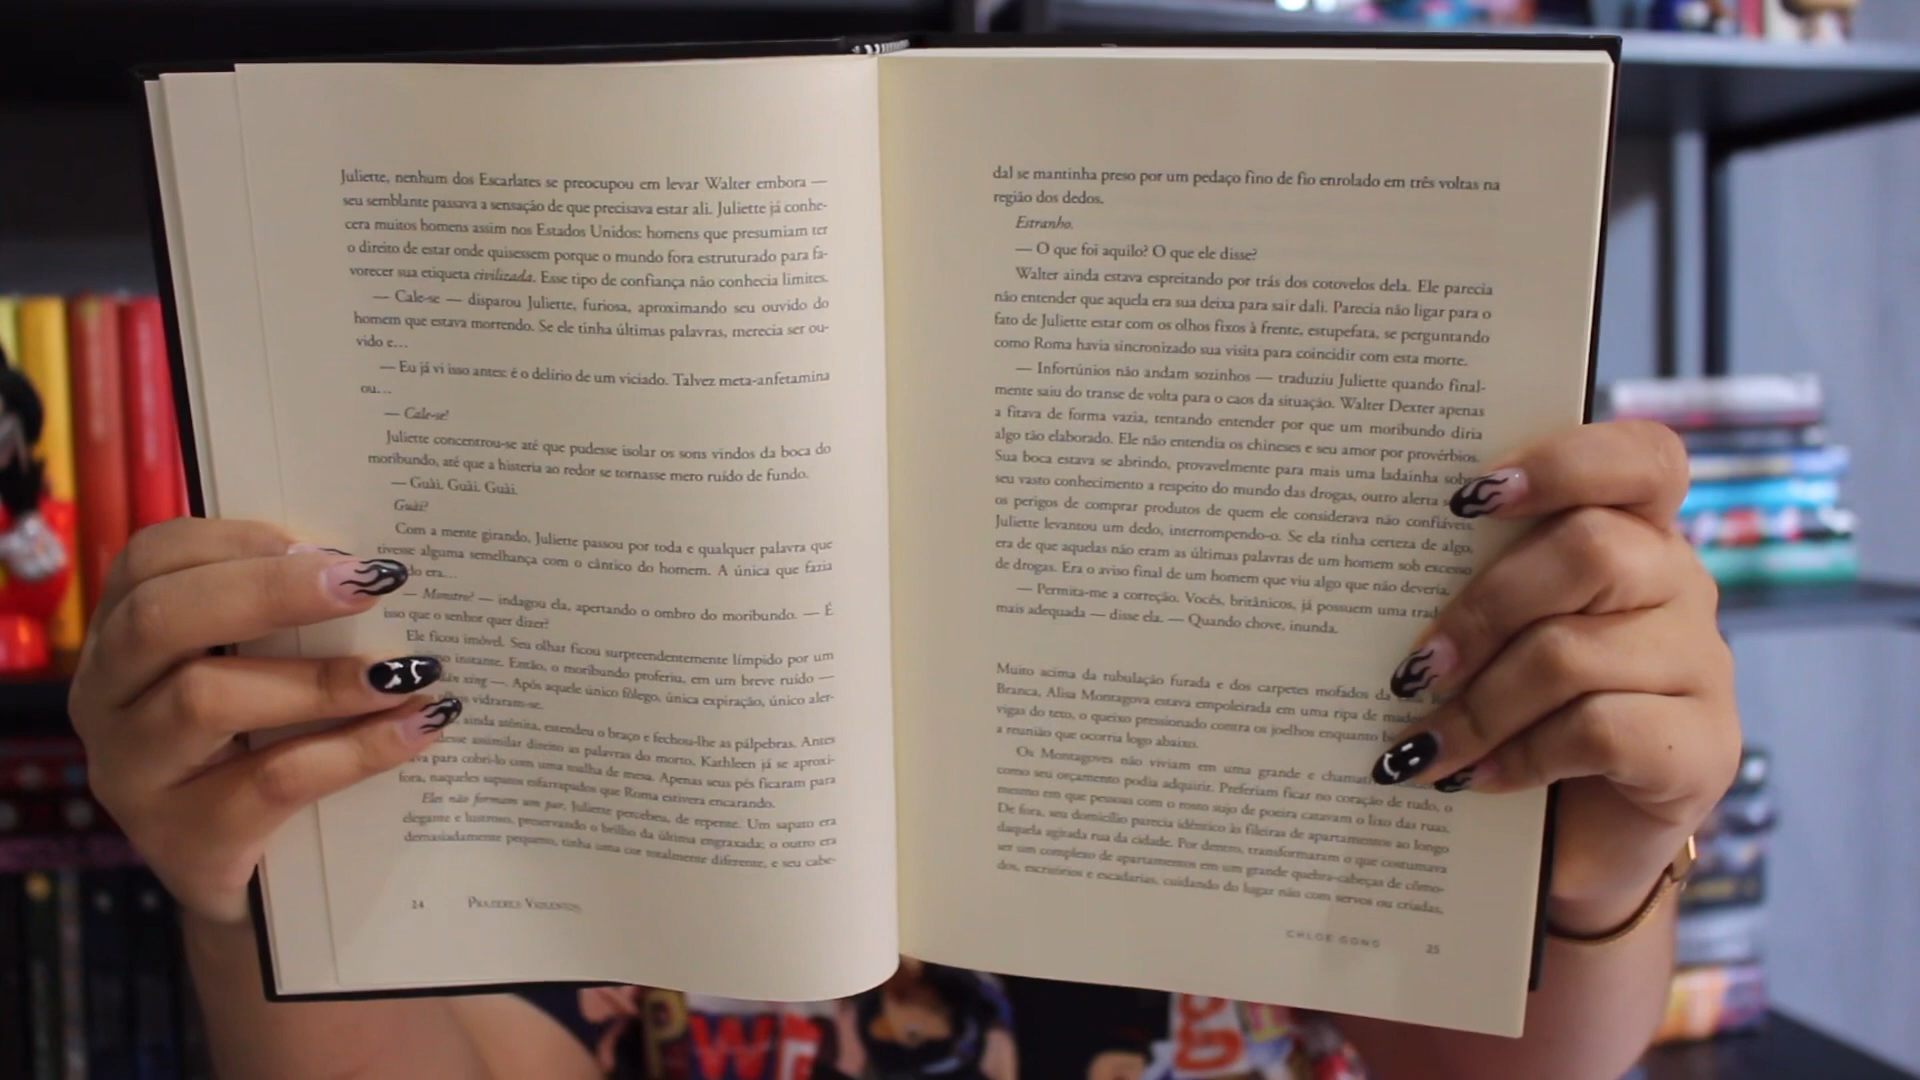 Juliette, nenhum dos Escarlates se preocupou em levar Walter embora —
seu semblante passava a sensação de que precisava estar ali. Juliette já conhe-
cera muitos homens assim nos Estados Unidos: homens que presumiam ter
o direito de estar onde quisessem porque o mundo fora estruturado para fa-
vorecer sua etiqueta civilizada. Esse tipo de confiança não conhecia limites.
— Cale-se — disparou Juliette, furiosa, aproximando seu ouvido do
homem que estava morrendo. Se ele tinha últimas palavras, merecia ser ou-
vido e...
— Eu já vi isso antes: é o delírio de um viciado. Talvez meta-anfetamina
ou...
— Cale-se!
Juliette concentrou-se até que pudesse isolar os sons vindos da boca do
moribundo, até que a histeria ao redor se tornasse mero ruído de fundo.
— Guài. Guài. Guài.
Guài?
Com a mente girando, Juliette passou por toda e qualquer palavra que
tivesse alguma semelhança com o cântico do homem. A única que fazia
do era...
— Monstro? — indagou ela, apertando o ombro do moribundo. — É
isso que o senhor quer dizer?
Ele ficou imóvel. Seu olhar ficou surpreendentemente límpido por um
instante. Então, o moribundo proferiu, em um breve ruído —
xing —. Após aquele único fôlego, única expiração, único aler-
vidraram-se.
ainda atônita, estendeu o braço e fechou-lhe as pálpebras. Antes
assimilar direito as palavras do morto, Kathleen já se aproxi-
va para cobri-lo com uma toalha de mesa. Apenas seus pés ficaram para
fora, naqueles sapatos esfarrapados que Roma estivera encarando.
Eles não formam um par, Juliette percebeu, de repente. Um sapato era
elegante e lustroso, preservando o brilho da última engraxada; o outro era
demasiadamente pequeno, tinha uma cor totalmente diferente, e seu cabe-
24 Prazeres Violentos
dal se mantinha preso por um pedaço fino de fio enrolado em três voltas na
região dos dedos.
Estranho.
— O que foi aquilo? O que ele disse?
Walter ainda estava espreitando por trás dos cotovelos dela. Ele parecia
não entender que aquela era sua deixa para sair dali. Parecia não ligar para o
fato de Juliette estar com os olhos fixos à frente, estupefata, se perguntando
como Roma havia sincronizado sua visita para coincidir com esta morte.
— Infortúnios não andam sozinhos — traduziu Juliette quando final-
mente saiu do transe de volta para o caos da situação. Walter Dexter apenas
a fitava de forma vazia, tentando entender por que um moribundo diria
algo tão elaborado. Ele não entendia os chineses e seu amor por provérbios.
Sua boca estava se abrindo, provavelmente para mais uma ladainha sobre
seu vasto conhecimento a respeito do mundo das drogas, outro alerta
os perigos de comprar produtos de quem ele considerava não confiáveis.
Juliette levantou um dedo, interrompendo-o. Se ela tinha certeza de algo,
era de que aquelas não eram as últimas palavras de um homem sob excesso
de drogas. Era o aviso final de um homem que viu algo que não deveria.
— Permita-me a correção. Vocês, britânicos, já possuem uma
mais adequada — disse ela. — Quando chove, inunda.
Muito acima da tubulação furada e dos carpetes mofados da
Branca, Alisa Montagova estava empoleirada em uma ripa de
vigas do teto, o queixo pressionado contra os joelhos enquanto
a reunião que ocorria logo abaixo.
Os Montagoves não viviam em uma grande e
como seu orçamento podia adquirir. Preferiam ficar no coração de tudo, o
mesmo em que pessoas com o rosto sujo de poeira catavam o lixo das ruas.
De fora, seu domicílio parecia idêntico às fileiras de apartamentos ao longo
daquela agitada rua da cidade. Por dentro, transformaram o que costumava
ser um complexo de apartamentos em um grande quebra-cabeças de cômo-
dos, escritórios e escadarias, cuidando do lugar não com servos ou criadas,
CHLOE GONG 25